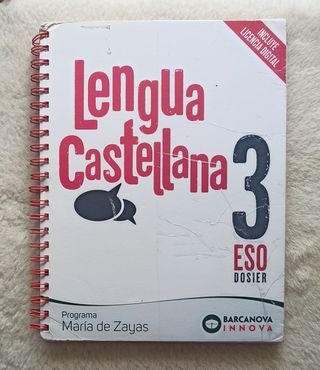 INCLUYE
LICENCIA DIGITAL
Lengua
Castellana
3
ESO
DOSIER
Programa
María de Zayas
BARCANOVA
INNOVA